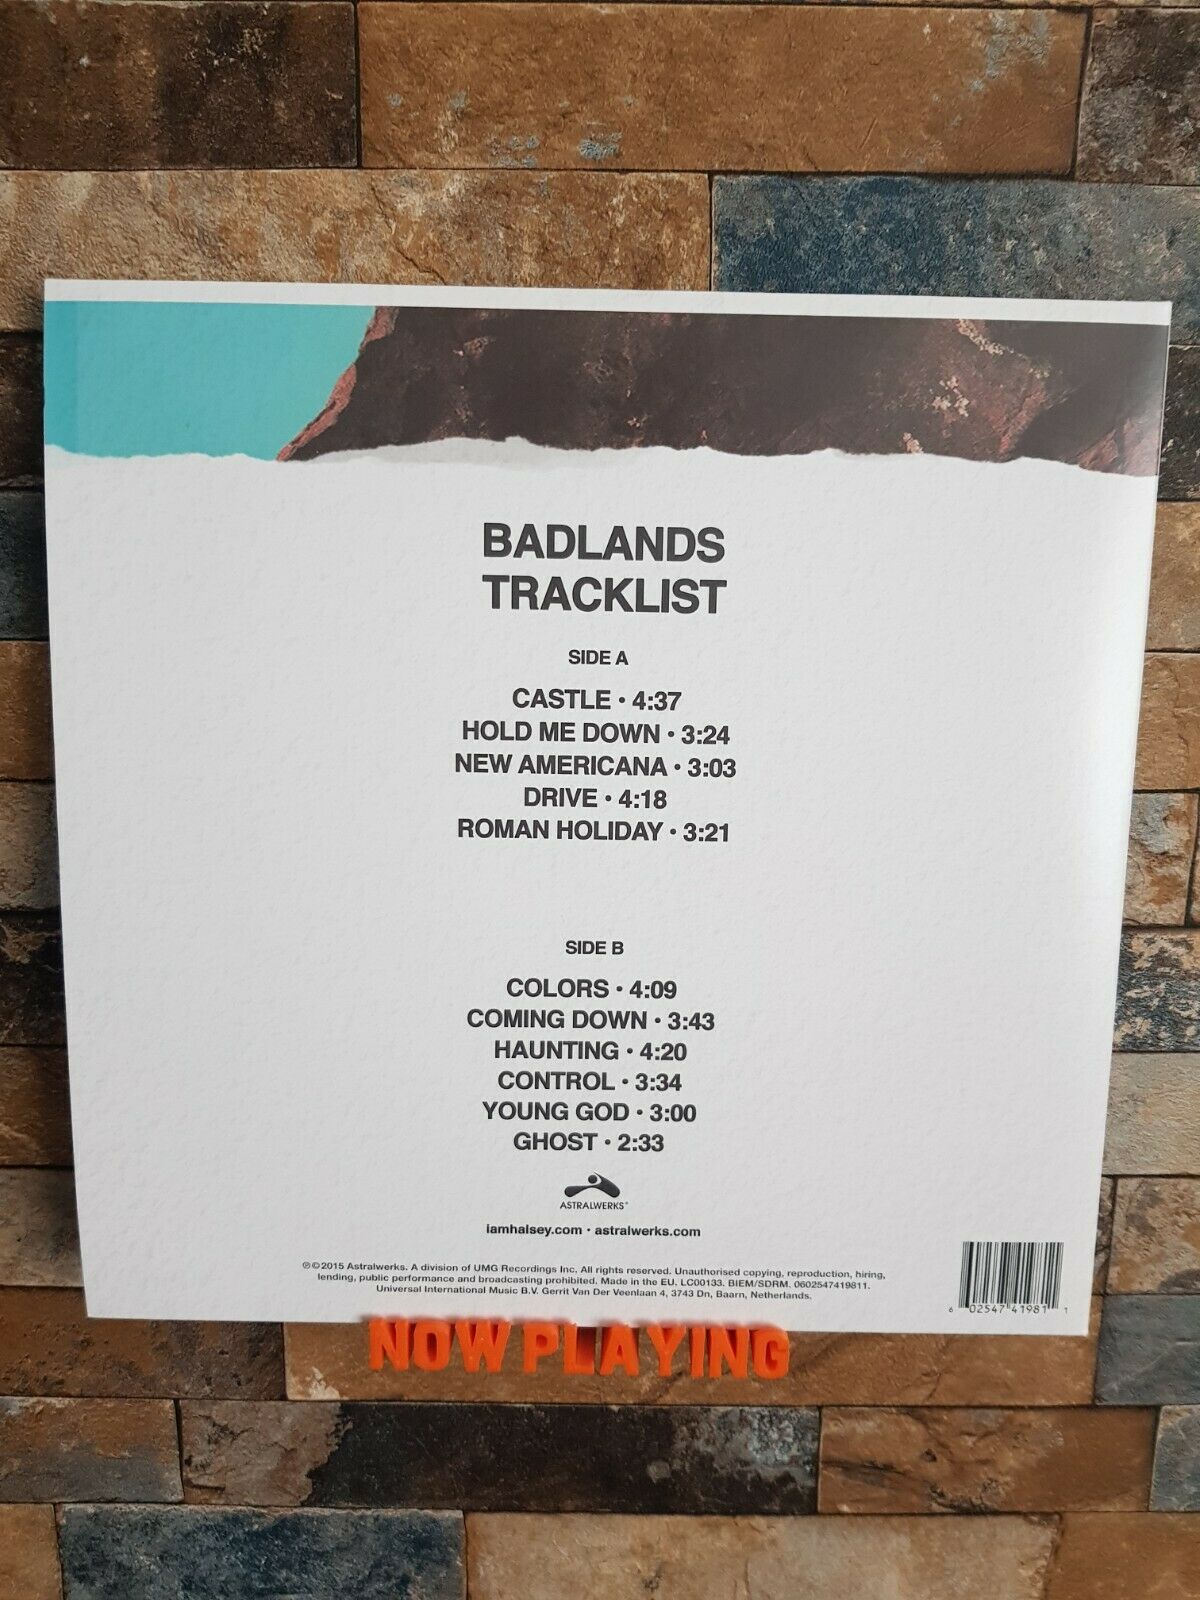 BADLANDS
TRACKLIST
SIDE A
CASTLE • 4:37
HOLD ME DOWN • 3:24
NEW AMERICANA • 3:03
DRIVE • 4:18
ROMAN HOLIDAY • 3:21
SIDE B
COLORS • 4:09
COMING DOWN • 3:43
HAUNTING • 4:20
CONTROL • 3:34
YOUNG GOD • 3:00
GHOST • 2:33
ASTRALWERKS
iamhalsey.com • astralwerks.com
℗©2015 Astralwerks. A division of UMG Recordings Inc. All rights reserved. Unauthorised copying, reproduction, hiring,
lending, public performance and broadcasting prohibited. Made in the EU. LC00133. BIEM/SDRM. 0602547419811.
Universal International Music B.V. Gerrit Van Der Veenlaan 4, 3743 Dn, Baarn, Netherlands.
6 02547 41981 1
NOW PLAYING